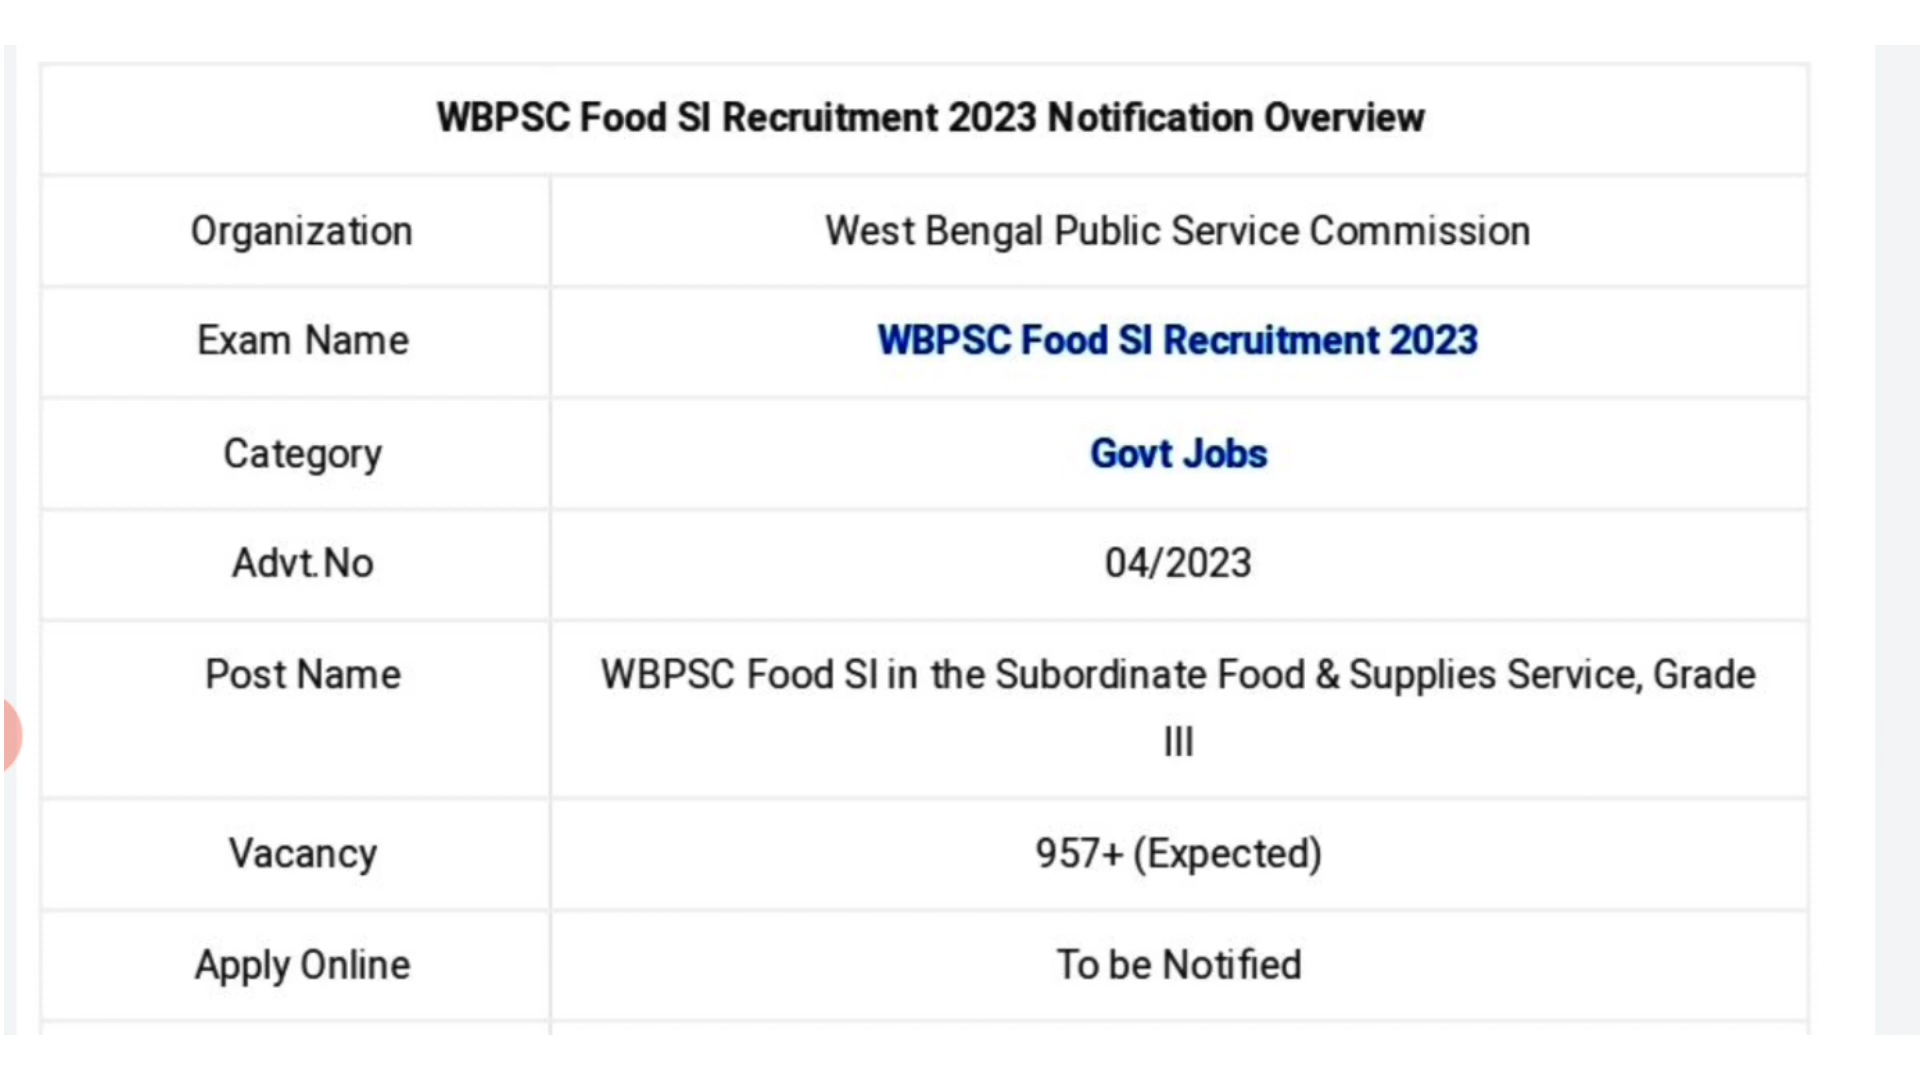 WBPSC Food SI Recruitment 2023 Notification Overview
Organization West Bengal Public Service Commission
Exam Name WBPSC Food SI Recruitment 2023
Category Govt Jobs
Advt.No 04/2023
Post Name WBPSC Food SI in the Subordinate Food & Supplies Service, Grade
III
Vacancy 957+ (Expected)
Apply Online To be Notified